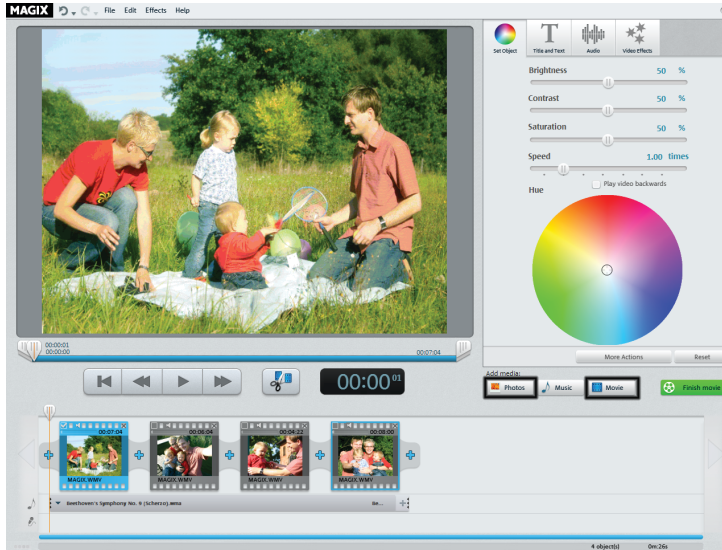 MAGIX File Edit Effects Help
Set Object Title and Text Audio Video Effects
Brightness 50 %
Contrast 50 %
Saturation 50 %
Speed 1.00 times
Play video backwards
Hue
00:00:01
00:00:00 00:07:04
More Actions Reset
Add media:
00:00 01
Photos Music Movie Finish movie
00:07:04 00:06:04 00:04:22 00:08:00
MAGIX.WMV MAGIX.WMV MAGIX.WMV MAGIX.WMV
Beethoven's Symphony No. 9 (Scherzo).wma Be...
4 object(s) 0m:26s